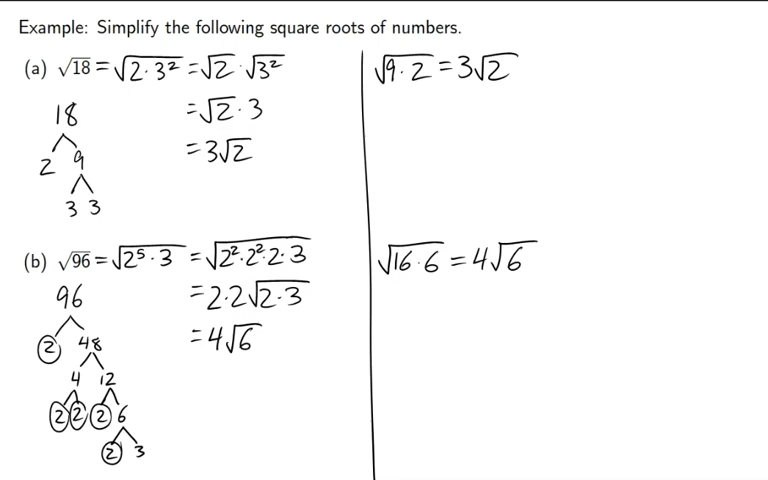 Example: Simplify the following square roots of numbers.
(a) √18 = √2·3² = √2 · √3²
= √2 · 3
= 3√2
18
2 9
3 3
√9·2 = 3√2
(b) √96 = √2⁵·3 = √2²·2²·2·3
= 2·2√2·3
= 4√6
96
2 48
4 12
2 2 2 6
2 3
√16·6 = 4√6